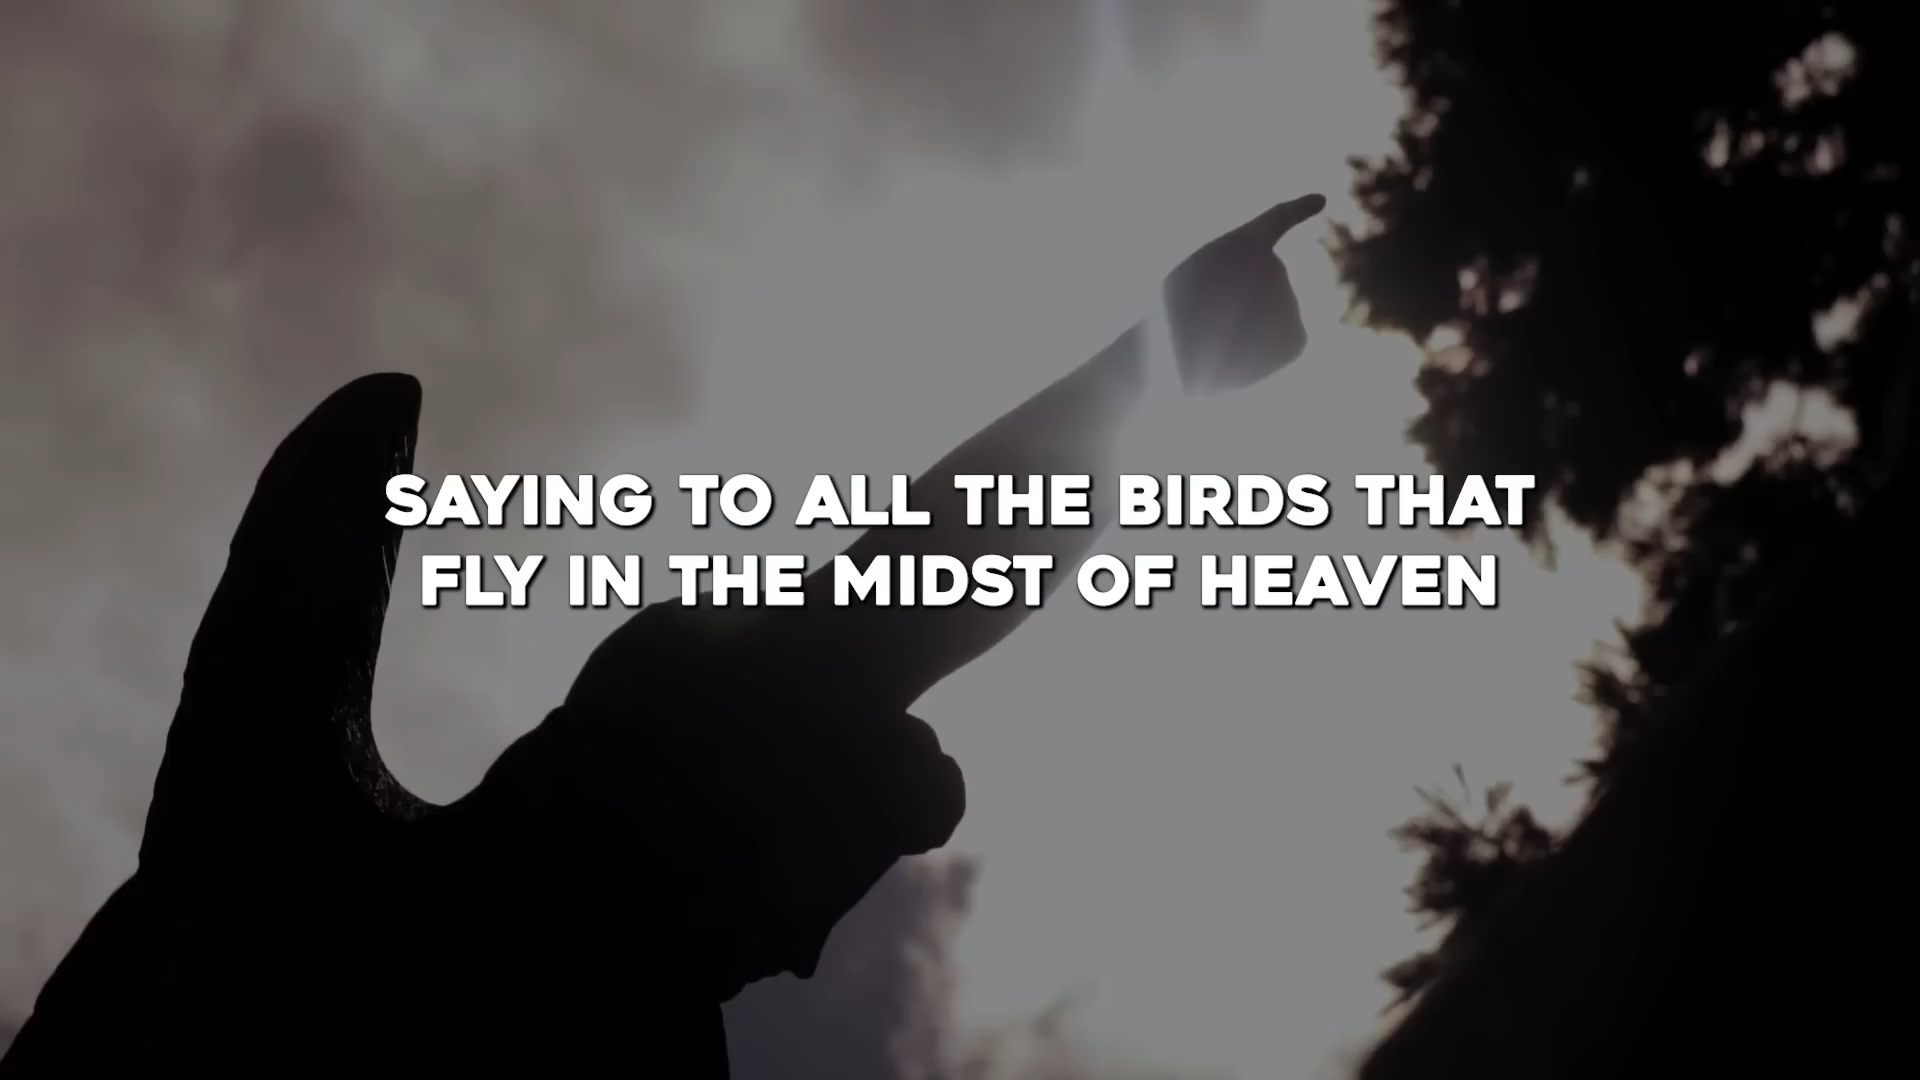 SAYING TO ALL THE BIRDS THAT
FLY IN THE MIDST OF HEAVEN